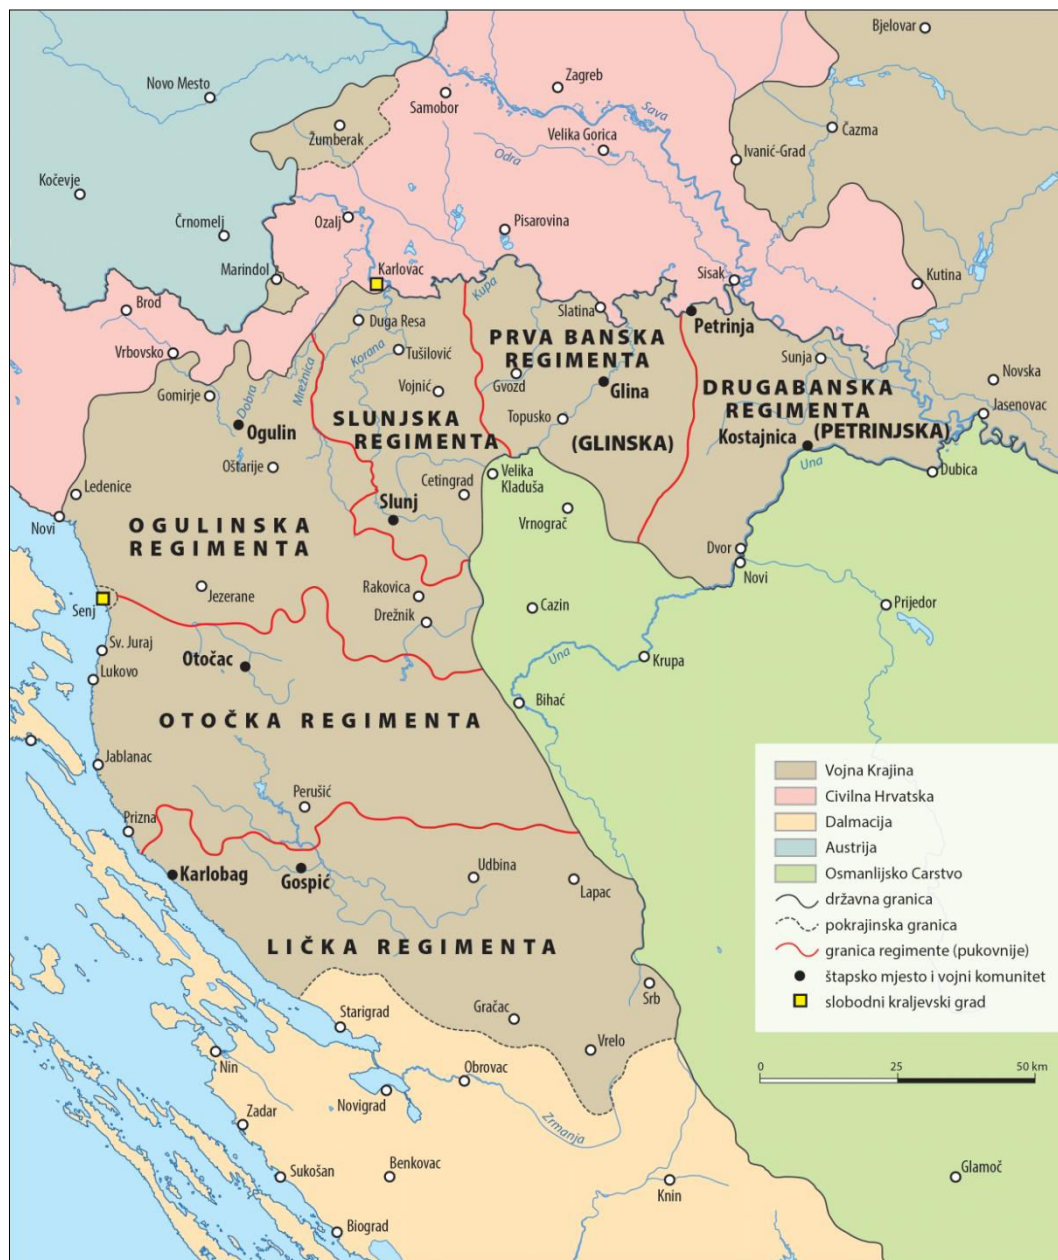 Bjelovar
Zagreb
Novo Mesto
Samobor
Sava
Žumberak
Čazma
Velika Gorica
Odra
Ivanić-Grad
Kočevje
Ozalj
Črnomelj
Pisarovina
Marindol
Karlovac
Sisak
Kutina
Kupa
Brod
Slatina
Duga Resa
Petrinja
PRVA BANSKA
REGIMENTA
Vrbovsko
Korana
Tušilović
Sunja
Mrežnica
Gvozd
Glina
Novska
Gomirje
Dobra
Vojnić
DRUGABANSKA
REGIMENTA
(PETRINJSKA)
Jasenovac
Ogulin
SLUNJSKA
REGIMENTA
Topusko
(GLINSKA)
Kostajnica
Una
Oštarije
Cetingrad
Velika
Kladuša
Dubica
Ledenice
Slunj
Vrnograč
Novi
OGULINSKA
REGIMENTA
Dvor
Novi
Jezerane
Rakovica
Senj
Drežnik
Cazin
Prijedor
Sv. Juraj
Otočac
Una
Krupa
Lukovo
Bihać
OTOČKA REGIMENTA
Jablanac
Perušić
Prizna
Karlobag
Gospić
Udbina
Lapac
LIČKA REGIMENTA
Srb
Gračac
Starigrad
Vrelo
Nin
Obrovac
Novigrad
Zrmanja
Zadar
Sukošan
Benkovac
Knin
Glamoč
Biograd
Vojna Krajina
Civilna Hrvatska
Dalmacija
Austrija
Osmanlijsko Carstvo
državna granica
pokrajinska granica
granica regimente (pukovnije)
štapsko mjesto i vojni komunitet
slobodni kraljevski grad
0 25 50 km